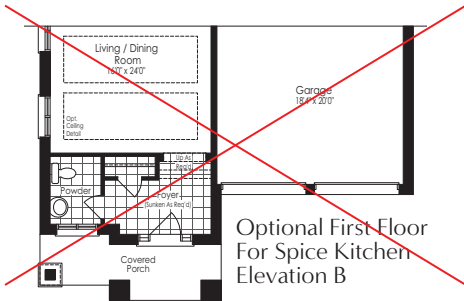 Living / Dining
Room
16'0" x 24'0"
Garage
18'4" x 20'0"
Opt.
Ceiling
Detail
Up As
Req'd
Powder
Foyer
(Sunken As Req'd)
Covered
Porch
Optional First Floor
For Spice Kitchen
Elevation B